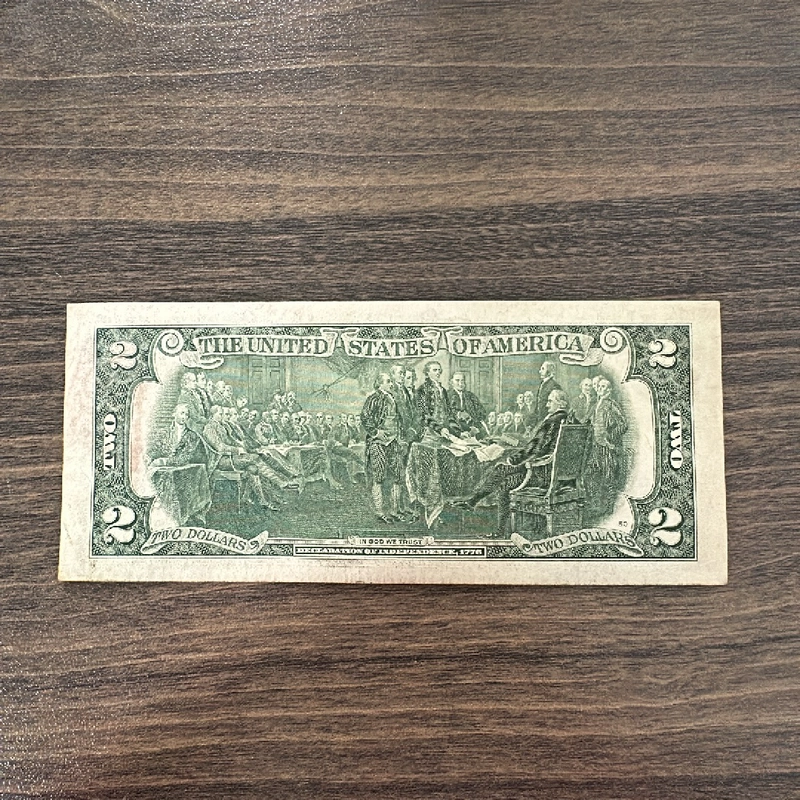 THE UNITED STATES OF AMERICA
2
2
TWO
TWO
2
2
TWO DOLLARS
IN GOD WE TRUST
TWO DOLLARS
DECLARATION OF INDEPENDENCE, 1776